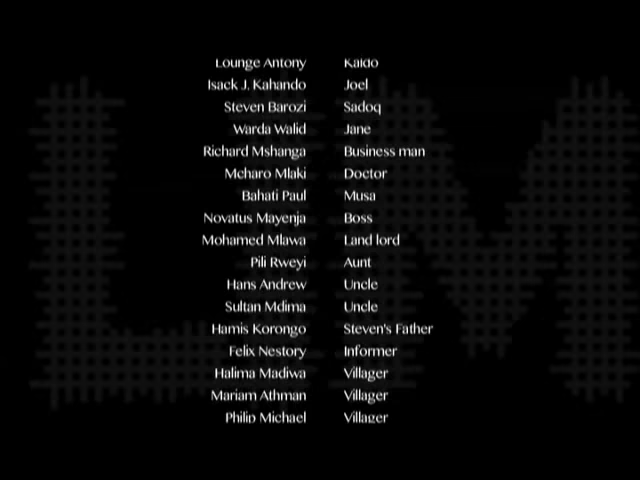 Lounge Antony Kaido
Isack J. Kahando Joel
Steven Barozi Sadoq
Warda Walid Jane
Richard Mshanga Business man
Mcharo Mlaki Doctor
Bahati Paul Musa
Novatus Mayenja Boss
Mohamed Mlawa Land lord
Pili Rweyi Aunt
Hans Andrew Uncle
Sultan Mdima Uncle
Hamis Korongo Steven's Father
Felix Nestory Informer
Halima Madiwa Villager
Mariam Athman Villager
Philip Michael Villager